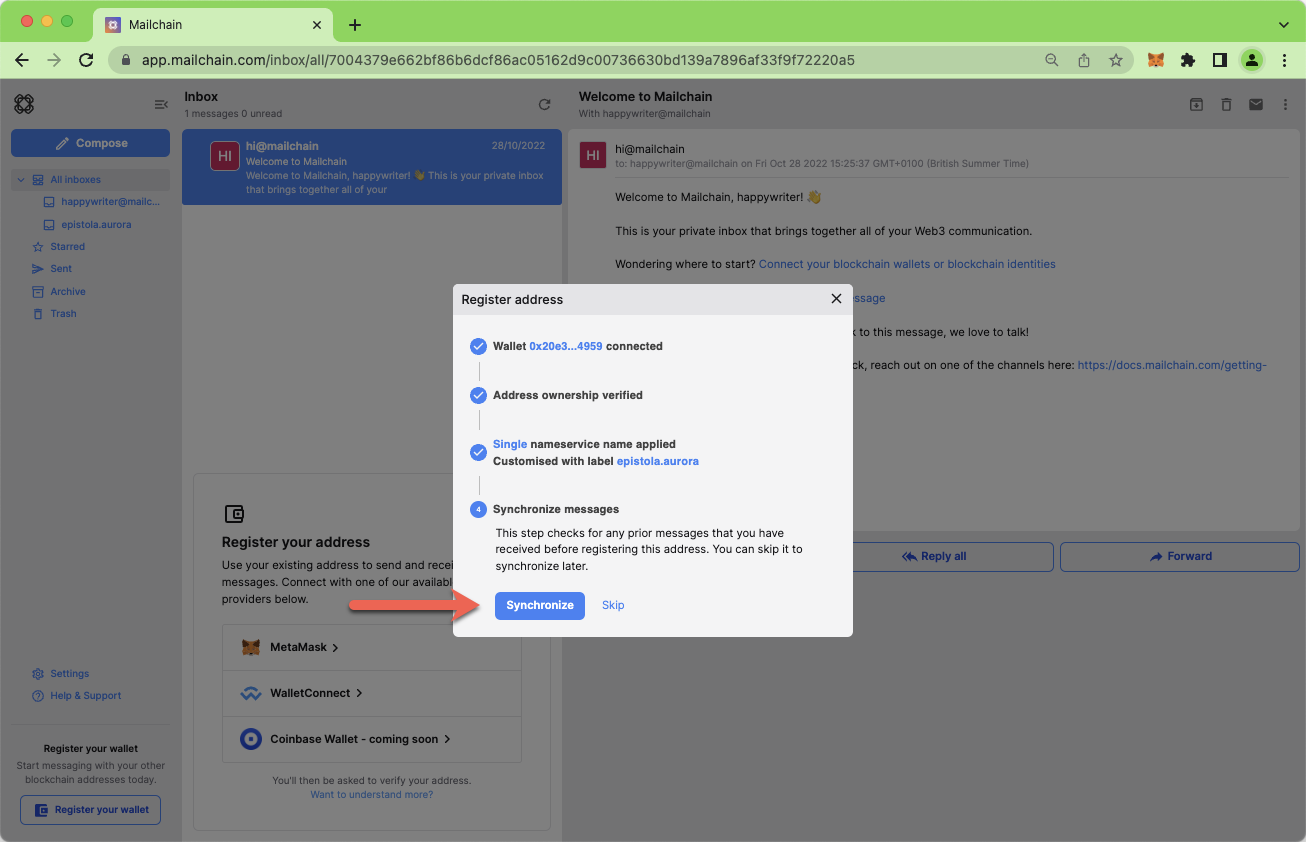 Mailchain
app.mailchain.com/inbox/all/7004379e662bf86b6dcf86ac05162d9c00736630bd139a7896af33f9f72220a5
Compose
All inboxes
happywriter@mailc...
epistola.aurora
Starred
Sent
Archive
Trash
Settings
Help & Support
Register your wallet
Start messaging with your other
blockchain addresses today.
Register your wallet
Inbox
1 messages 0 unread
HI
hi@mailchain
28/10/2022
Welcome to Mailchain
Welcome to Mailchain, happywriter! 👋 This is your private inbox
that brings together all of your
Register your address
Use your existing address to send and recei
messages. Connect with one of our availabl
providers below.
MetaMask
WalletConnect
Coinbase Wallet - coming soon
You'll then be asked to verify your address.
Want to understand more?
Welcome to Mailchain
With happywriter@mailchain
HI
hi@mailchain
to: happywriter@mailchain on Fri Oct 28 2022 15:25:37 GMT+0100 (British Summer Time)
Welcome to Mailchain, happywriter! 👋
This is your private inbox that brings together all of your Web3 communication.
Wondering where to start? Connect your blockchain wallets or blockchain identities
ssage
k to this message, we love to talk!
ck, reach out on one of the channels here: https://docs.mailchain.com/getting-
Reply all
Forward
Register address
Wallet 0x20e3...4959 connected
Address ownership verified
Single nameservice name applied
Customised with label epistola.aurora
4
Synchronize messages
This step checks for any prior messages that you have
received before registering this address. You can skip it to
synchronize later.
Synchronize
Skip